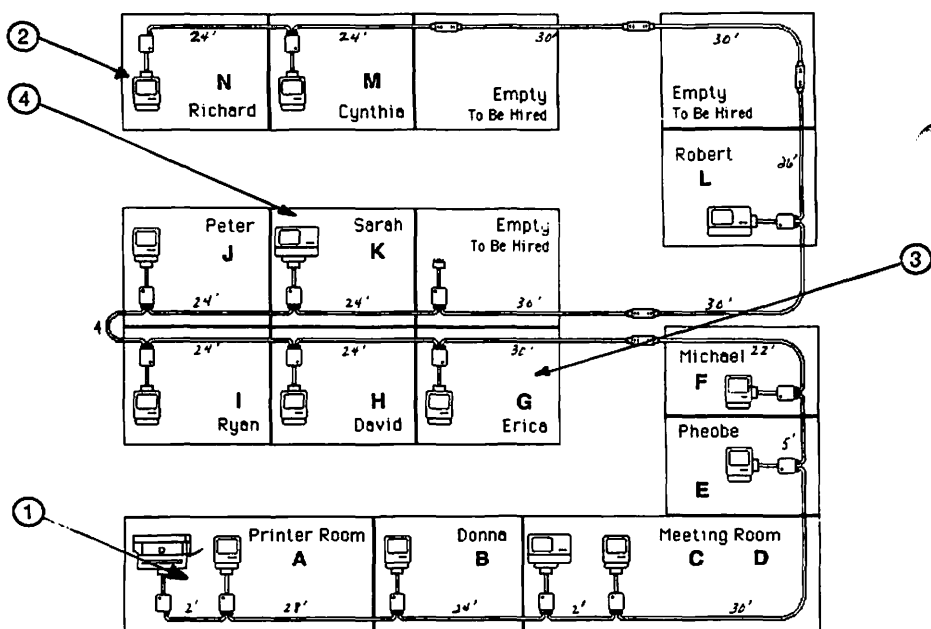 2
24'
24'
30'
30'
N
Richard
M
Cynthia
Empty
To Be Hired
Empty
To Be Hired
4
Robert
L
26'
Peter
J
Sarah
K
Empty
To Be Hired
3
24'
24'
30'
30'
4
24'
24'
30'
I
Ryan
H
David
G
Erica
Michael
22'
F
Pheobe
5'
E
1
Printer Room
A
Donna
B
Meeting Room
C D
2'
28'
24'
2'
30'